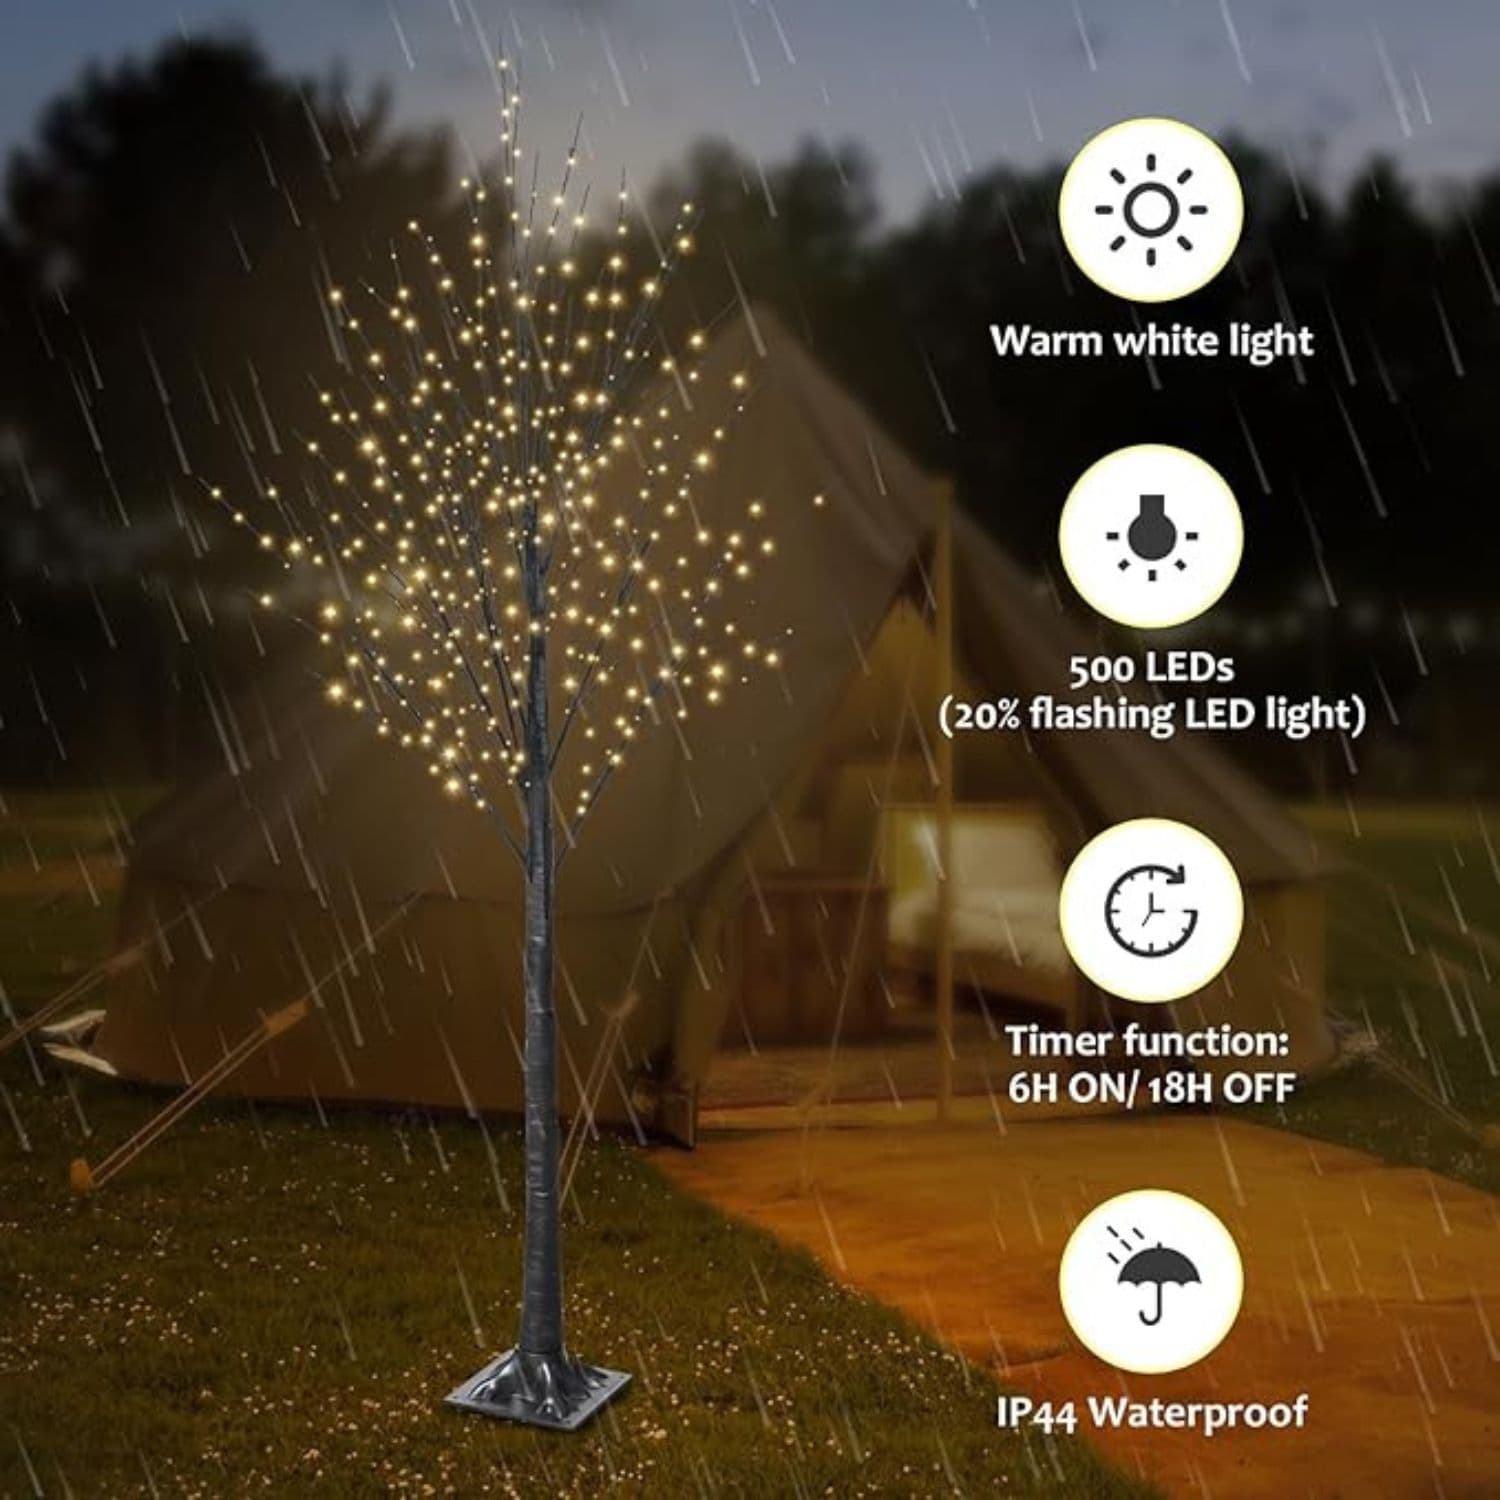 Warm white light
500 LEDs
(20% flashing LED light)
Timer function:
6H ON/ 18H OFF
IP44 Waterproof